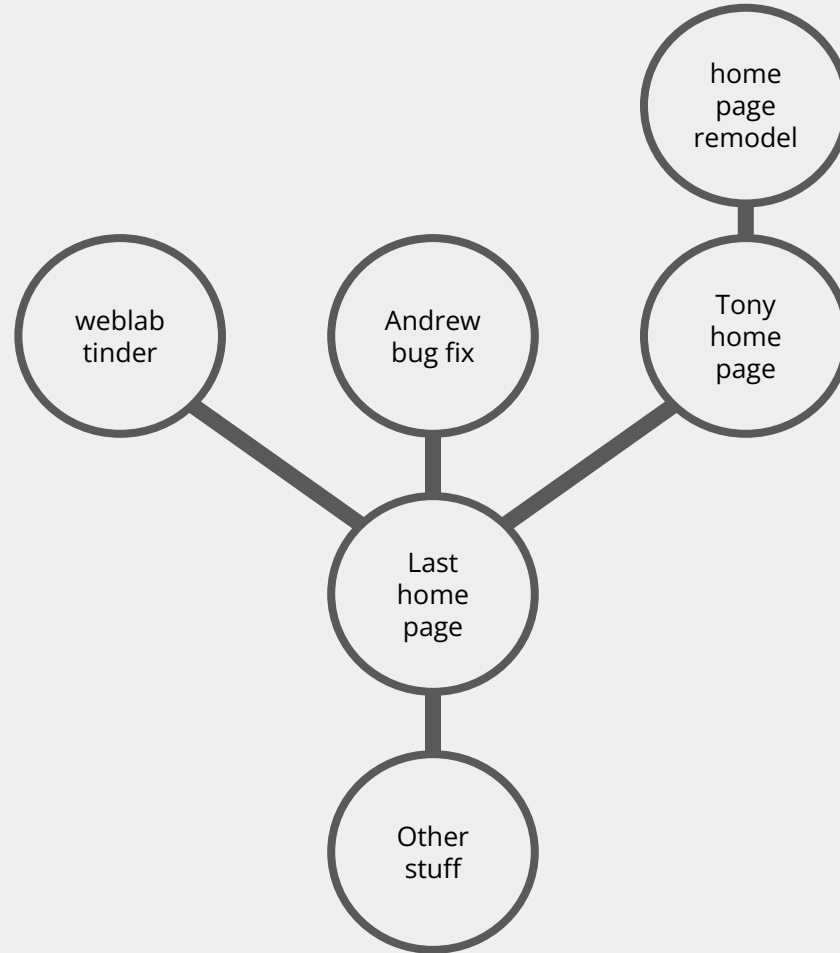 home
page
remodel
weblab
tinder
Andrew
bug fix
Tony
home
page
Last
home
page
Other
stuff